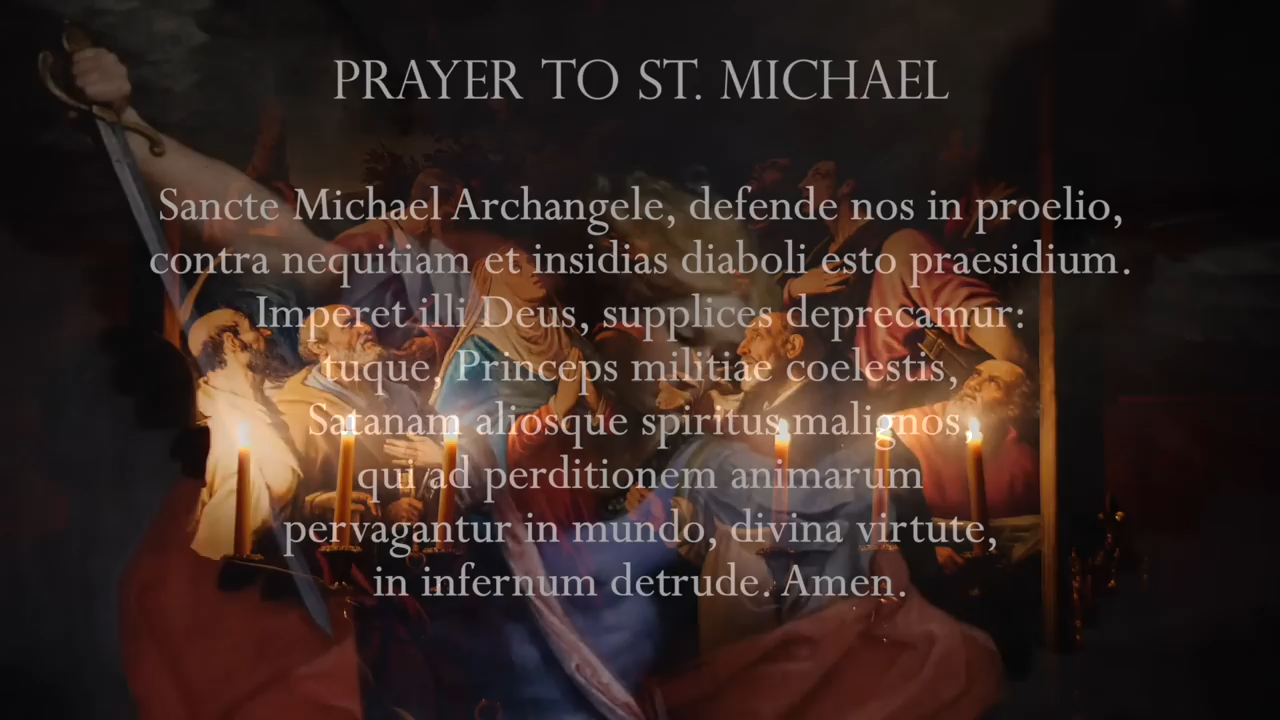 PRAYER TO ST. MICHAEL
Sancte Michael Archangele, defende nos in proelio,
contra nequitiam et insidias diaboli esto praesidium.
Imperet illi Deus, supplices deprecamur:
tuque, Princeps militiae coelestis,
Satanam aliosque spiritus malignos,
qui ad perditionem animarum
pervagantur in mundo, divina virtute,
in infernum detrude. Amen.